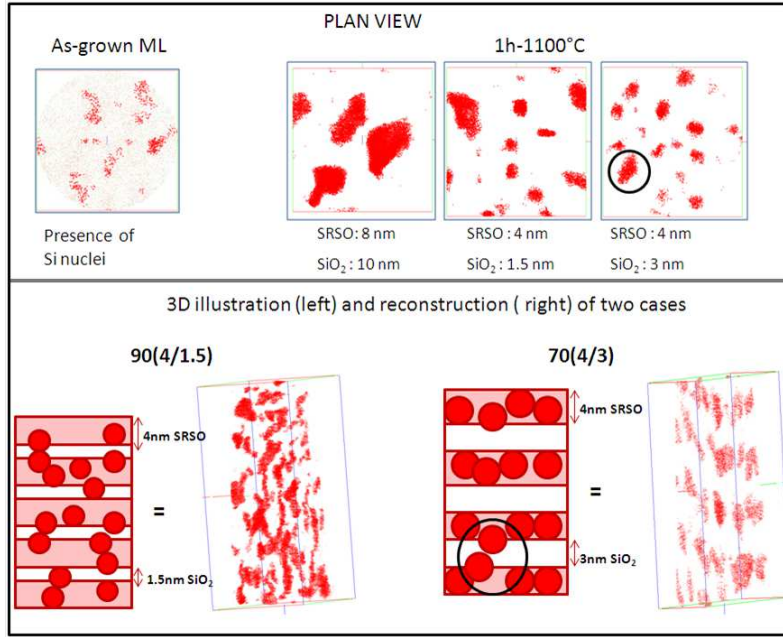 PLAN VIEW
As-grown ML
1h-1100°C
Presence of
Si nuclei
SRSO: 8 nm
SiO₂ : 10 nm
SRSO : 4 nm
SiO₂ : 1.5 nm
SRSO : 4 nm
SiO₂ : 3 nm
3D illustration (left) and reconstruction ( right) of two cases
90(4/1.5)
70(4/3)
4nm SRSO
=
1.5nm SiO₂
4nm SRSO
=
3nm SiO₂